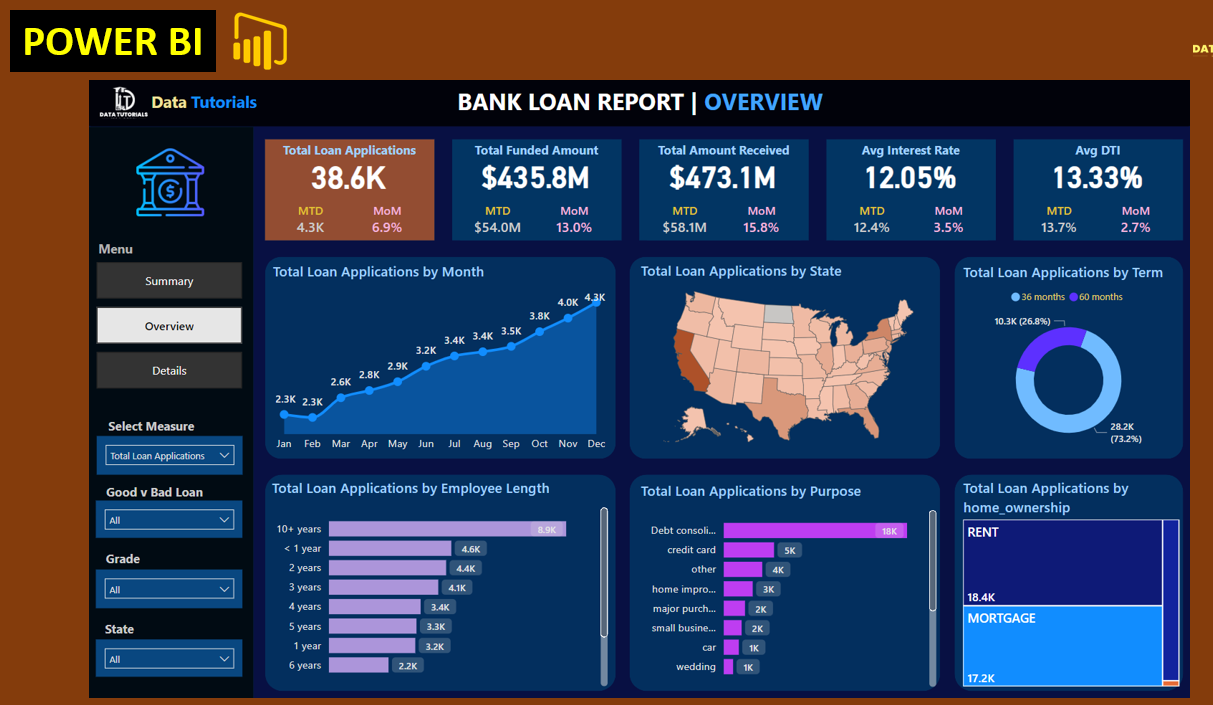 POWER BI
DAT
DATA TUTORIALS
Data Tutorials
BANK LOAN REPORT | OVERVIEW
Menu
Summary
Overview
Details
Select Measure
Total Loan Applications
Good v Bad Loan
All
Grade
All
State
All
Total Loan Applications
38.6K
MTD MoM
4.3K 6.9%
Total Funded Amount
$435.8M
MTD MoM
$54.0M 13.0%
Total Amount Received
$473.1M
MTD MoM
$58.1M 15.8%
Avg Interest Rate
12.05%
MTD MoM
12.4% 3.5%
Avg DTI
13.33%
MTD MoM
13.7% 2.7%
Total Loan Applications by Month
2.3K 2.3K 2.6K 2.8K 2.9K 3.2K 3.4K 3.4K 3.5K 3.8K 4.0K 4.3K
Jan Feb Mar Apr May Jun Jul Aug Sep Oct Nov Dec
Total Loan Applications by State
Total Loan Applications by Term
36 months 60 months
10.3K (26.8%)
28.2K
(73.2%)
Total Loan Applications by Employee Length
10+ years 8.9K
< 1 year 4.6K
2 years 4.4K
3 years 4.1K
4 years 3.4K
5 years 3.3K
1 year 3.2K
6 years 2.2K
Total Loan Applications by Purpose
Debt consoli... 18K
credit card 5K
other 4K
home impro... 3K
major purch... 2K
small busine... 2K
car 1K
wedding 1K
Total Loan Applications by
home_ownership
RENT
18.4K
MORTGAGE
17.2K